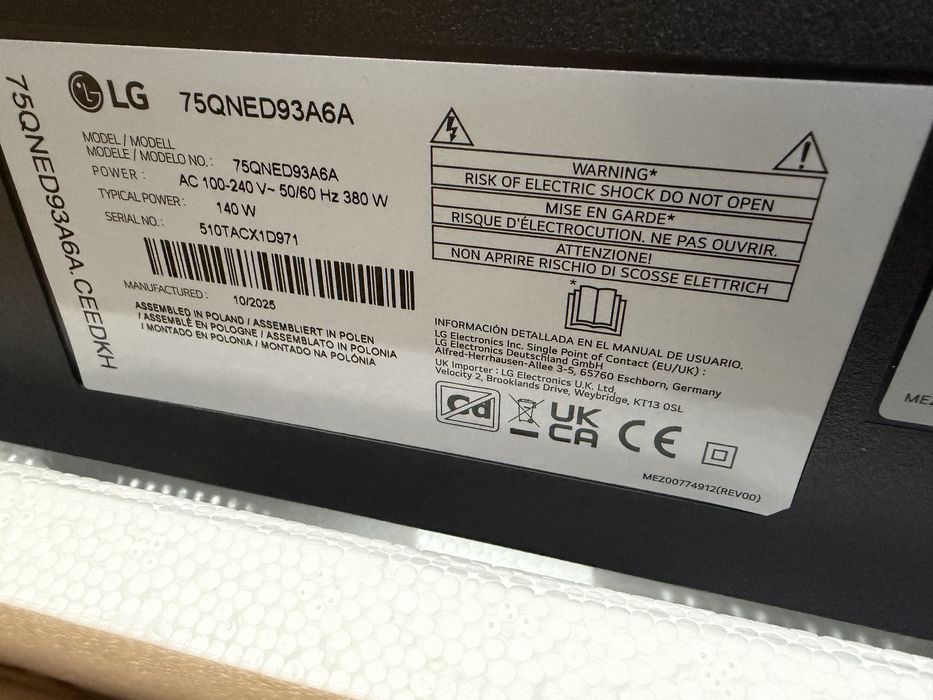 75QNED93A6A.CEEDKH
LG 75QNED93A6A
MODEL / MODELL
MODELE / MODELO NO.: 75QNED93A6A
POWER : AC 100-240 V~ 50/60 Hz 380 W
TYPICAL POWER: 140 W
SERIAL NO.: 510TACX1D971
MANUFACTURED: 10/2025
ASSEMBLED IN POLAND / ASSEMBLIERT IN POLEN
/ ASSEMBLÉ EN POLOGNE / ASSEMBLATO IN POLONIA
/ MONTADO EN POLONIA / MONTADO NA POLÓNIA
WARNING*
RISK OF ELECTRIC SHOCK DO NOT OPEN
MISE EN GARDE*
RISQUE D'ÉLECTROCUTION. NE PAS OUVRIR.
ATTENZIONE!
NON APRIRE RISCHIO DI SCOSSE ELETTRICH
*
INFORMACIÓN DETALLADA EN EL MANUAL DE USUARIO.
LG Electronics Inc. Single Point of Contact (EU/UK) :
LG Electronics Deutschland GmbH
Alfred-Herrhausen-Allee 3-5, 65760 Eschborn, Germany
UK Importer : LG Electronics U.K. Ltd,
Velocity 2, Brooklands Drive, Weybridge, KT13 0SL
Cd
UK
CA
CE
MEZ00774912(REV00)